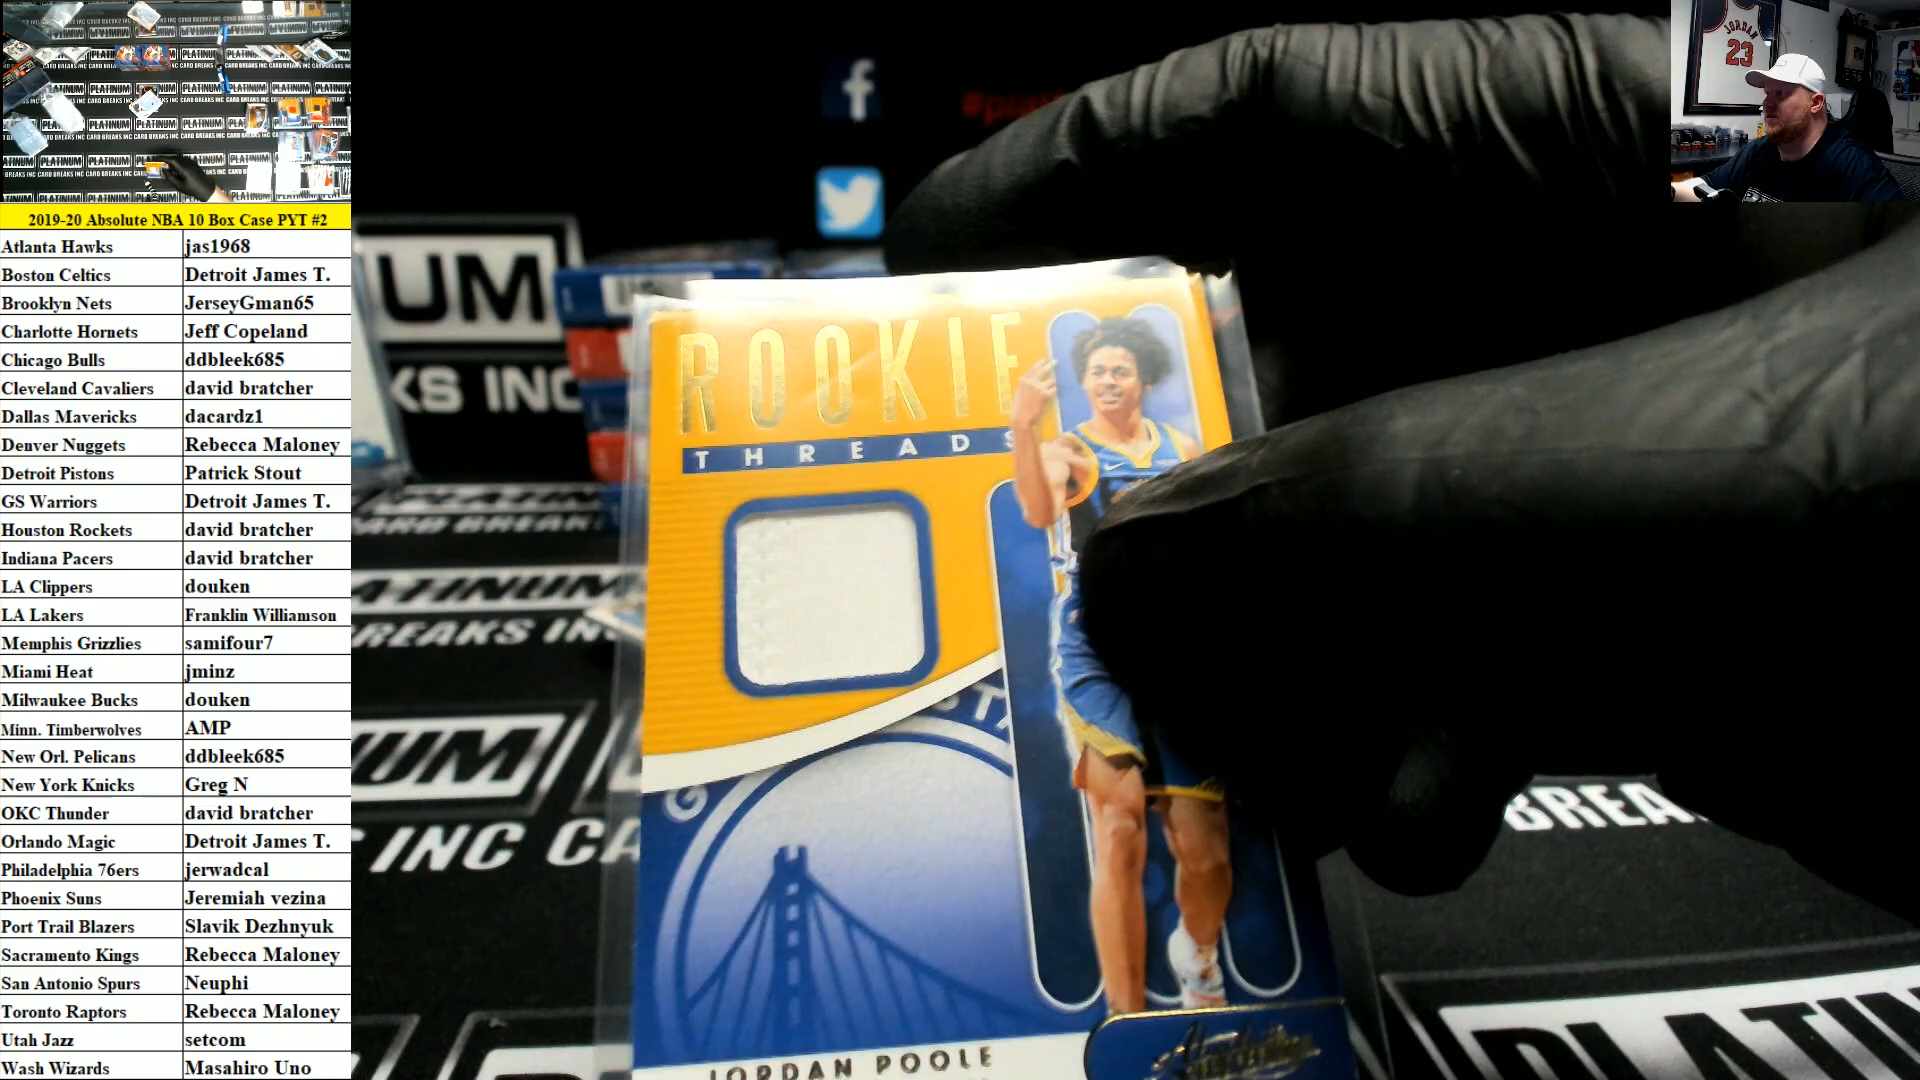 2019-20 Absolute NBA 10 Box Case PYT #2
Atlanta Hawks jas1968
Boston Celtics Detroit James T.
Brooklyn Nets JerseyGman65
Charlotte Hornets Jeff Copeland
Chicago Bulls ddbleek685
Cleveland Cavaliers david bratcher
Dallas Mavericks dacardz1
Denver Nuggets Rebecca Maloney
Detroit Pistons Patrick Stout
GS Warriors Detroit James T.
Houston Rockets david bratcher
Indiana Pacers david bratcher
LA Clippers douken
LA Lakers Franklin Williamson
Memphis Grizzlies samifour7
Miami Heat jminz
Milwaukee Bucks douken
Minn. Timberwolves AMP
New Orl. Pelicans ddbleek685
New York Knicks Greg N
OKC Thunder david bratcher
Orlando Magic Detroit James T.
Philadelphia 76ers jerwadcal
Phoenix Suns Jeremiah vezina
Port Trail Blazers Slavik Dezhnyuk
Sacramento Kings Rebecca Maloney
San Antonio Spurs Neuphi
Toronto Raptors Rebecca Maloney
Utah Jazz setcom
Wash Wizards Masahiro Uno
ROOKIE
THREADS
JORDAN POOLE
JORDAN
23
UM
KS INC
INC CA
BREA
PLATIN